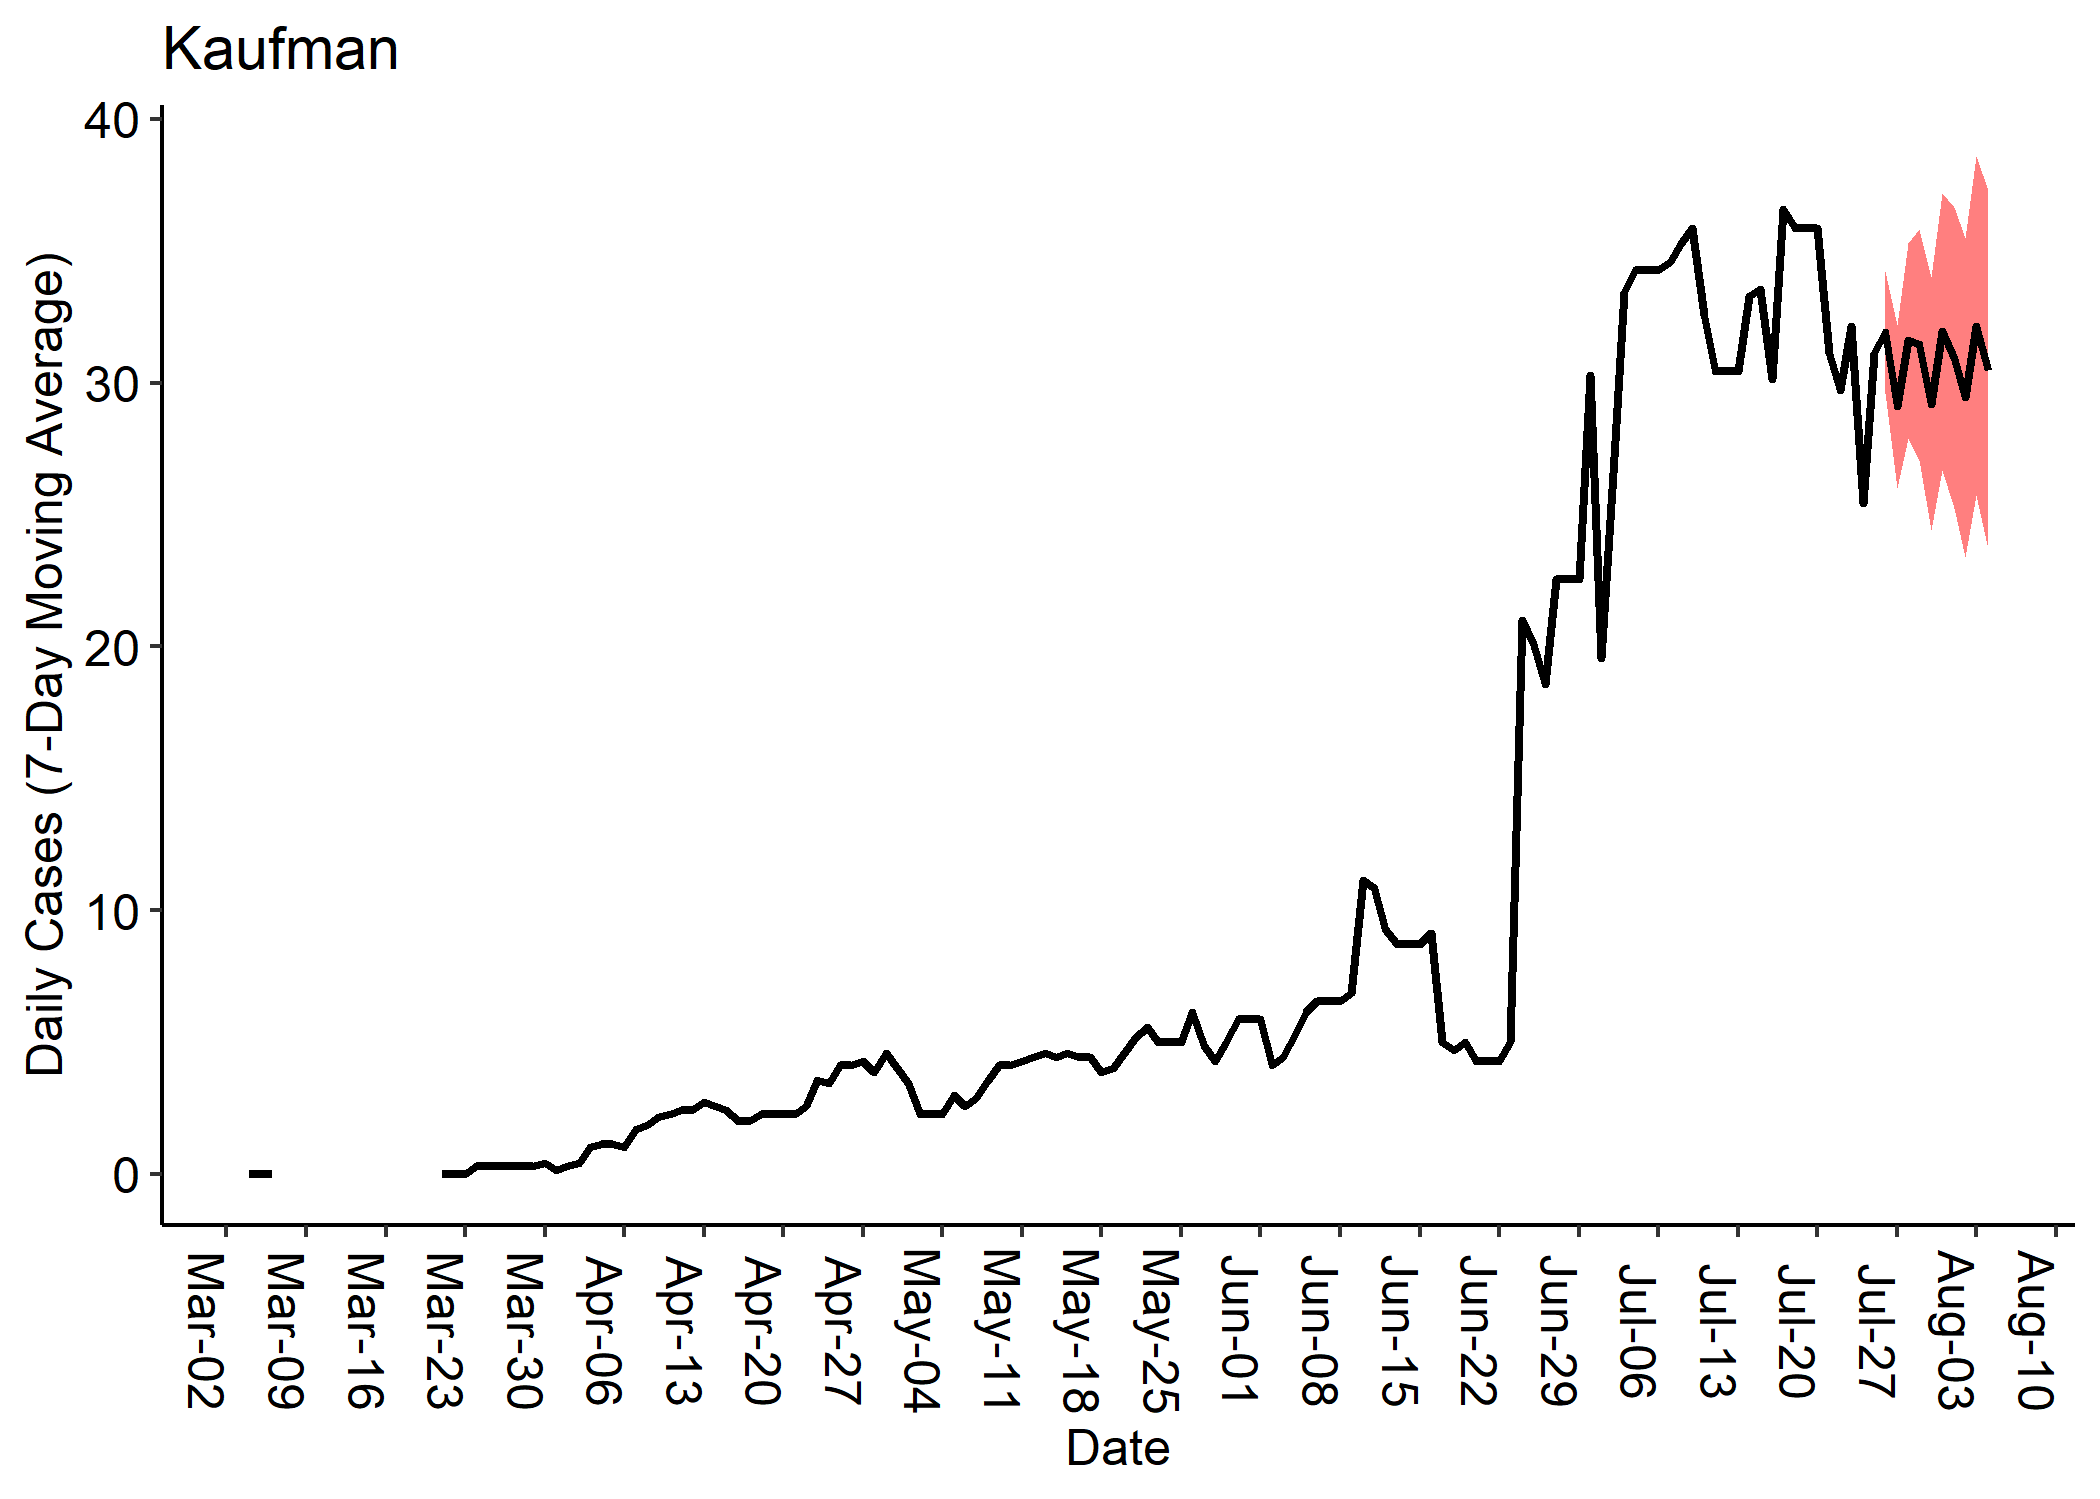 Kaufman
Daily Cases (7-Day Moving Average)
40
30
20
10
0
Mar-02
Mar-09
Mar-16
Mar-23
Mar-30
Apr-06
Apr-13
Apr-20
Apr-27
May-04
May-11
May-18
May-25
Jun-01
Jun-08
Jun-15
Jun-22
Jun-29
Jul-06
Jul-13
Jul-20
Jul-27
Aug-03
Aug-10
Date